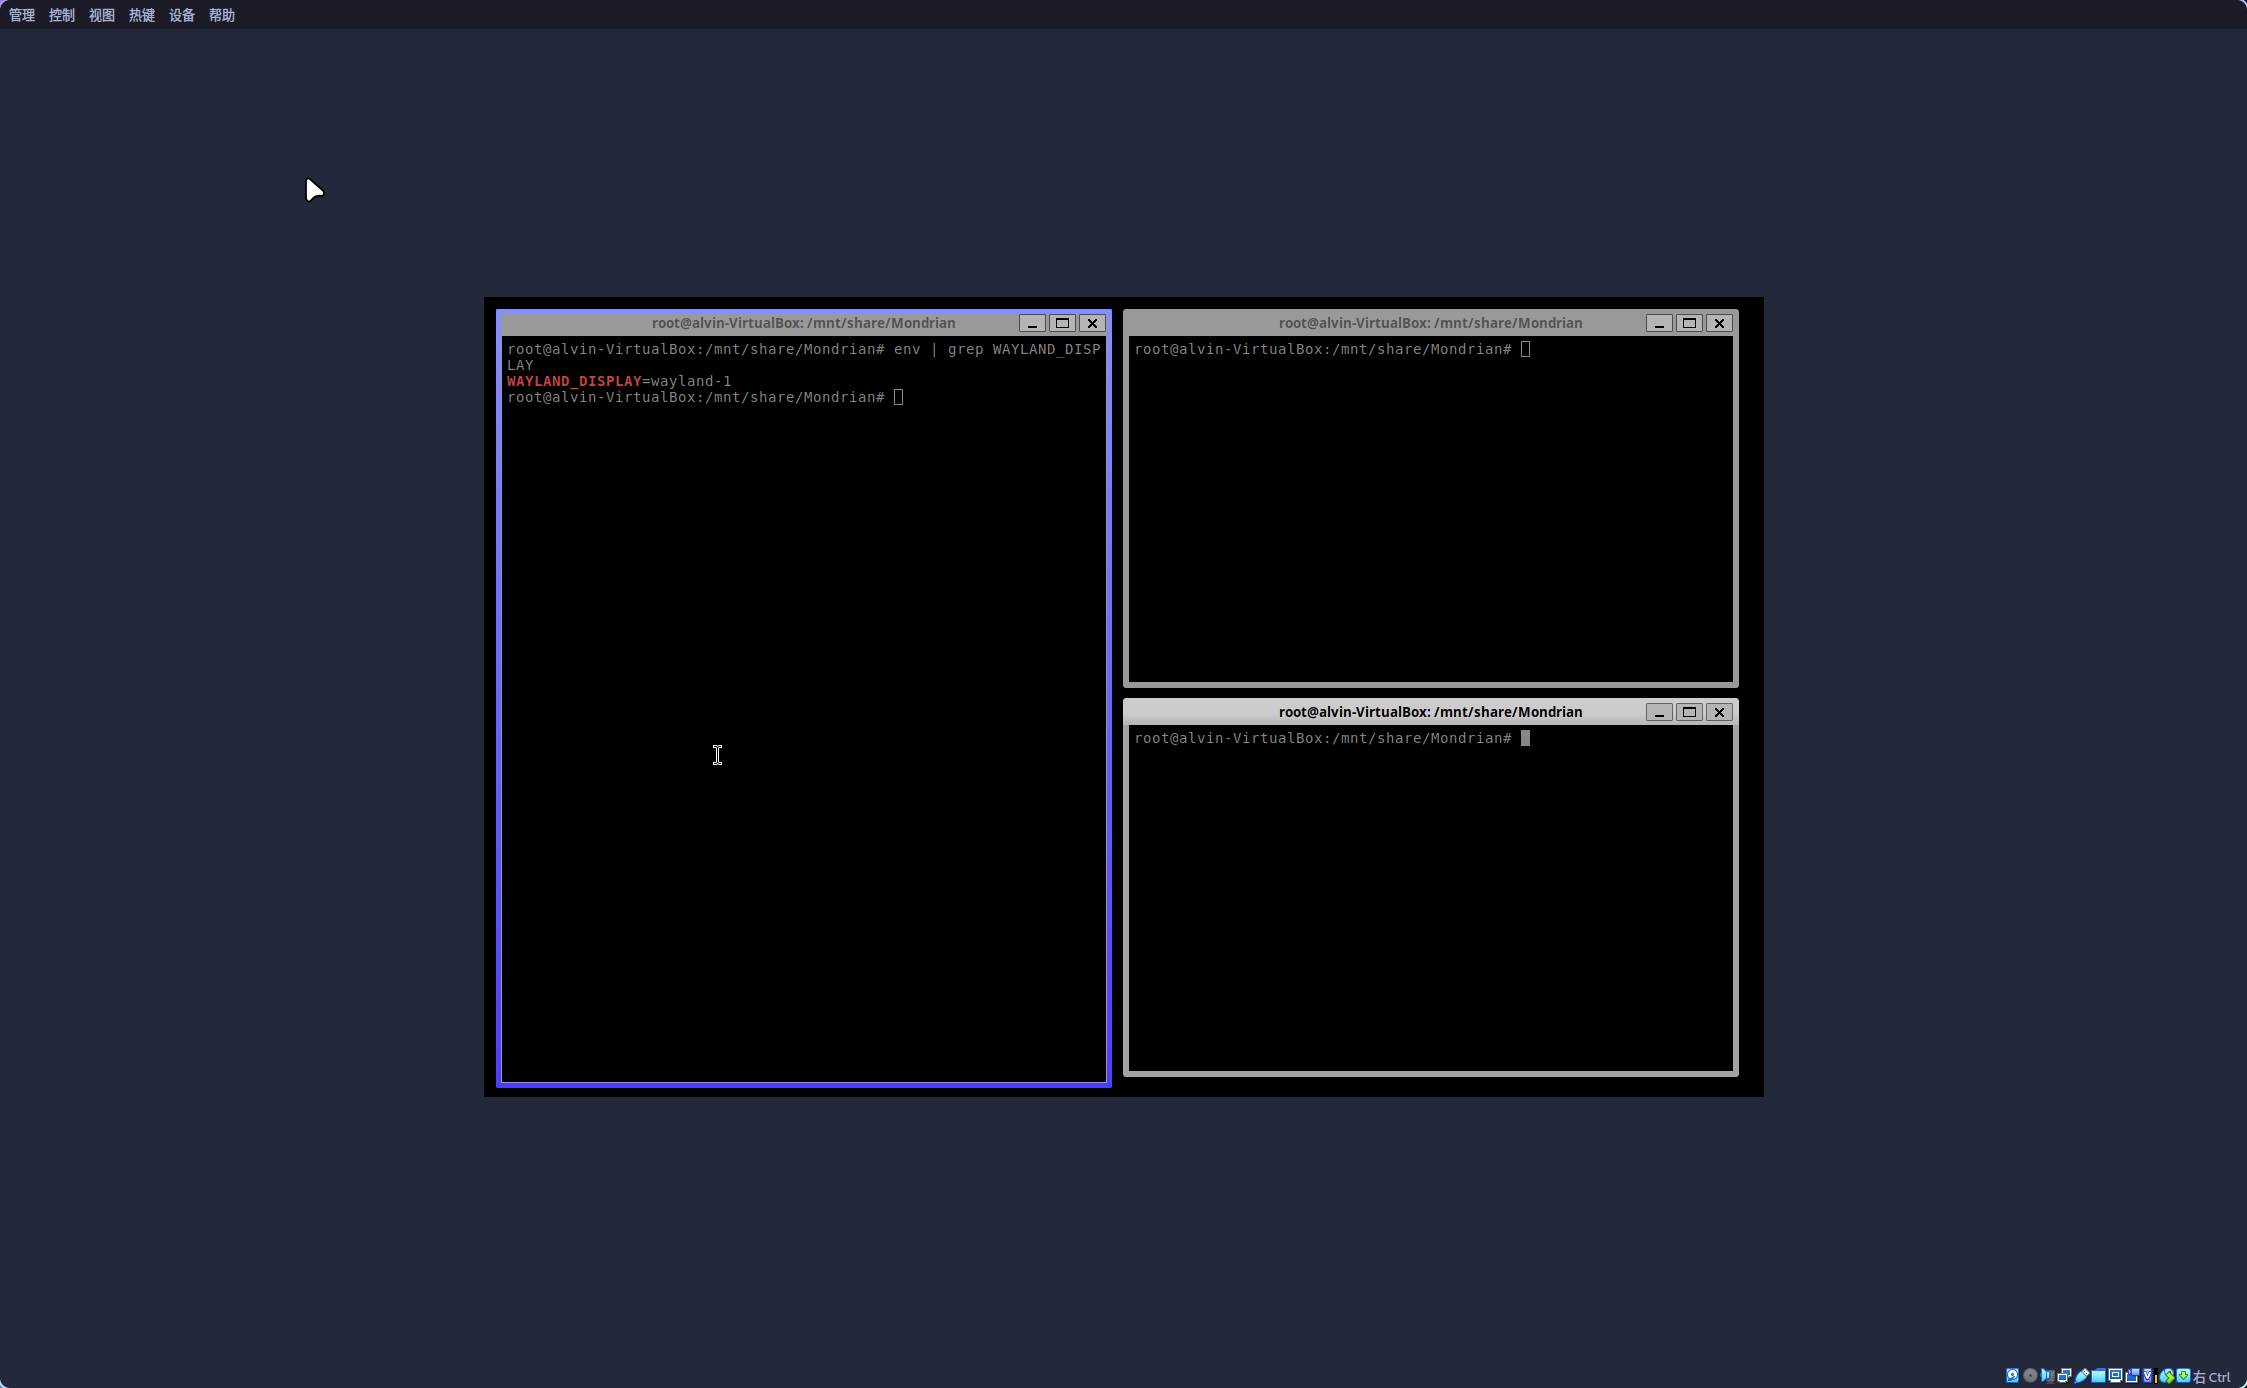 管理 控制 视图 热键 设备 帮助
root@alvin-VirtualBox: /mnt/share/Mondrian
root@alvin-VirtualBox:/mnt/share/Mondrian# env | grep WAYLAND_DISP
LAY
WAYLAND_DISPLAY=wayland-1
root@alvin-VirtualBox:/mnt/share/Mondrian#
root@alvin-VirtualBox: /mnt/share/Mondrian
root@alvin-VirtualBox:/mnt/share/Mondrian#
root@alvin-VirtualBox: /mnt/share/Mondrian
root@alvin-VirtualBox:/mnt/share/Mondrian#
右 Ctrl